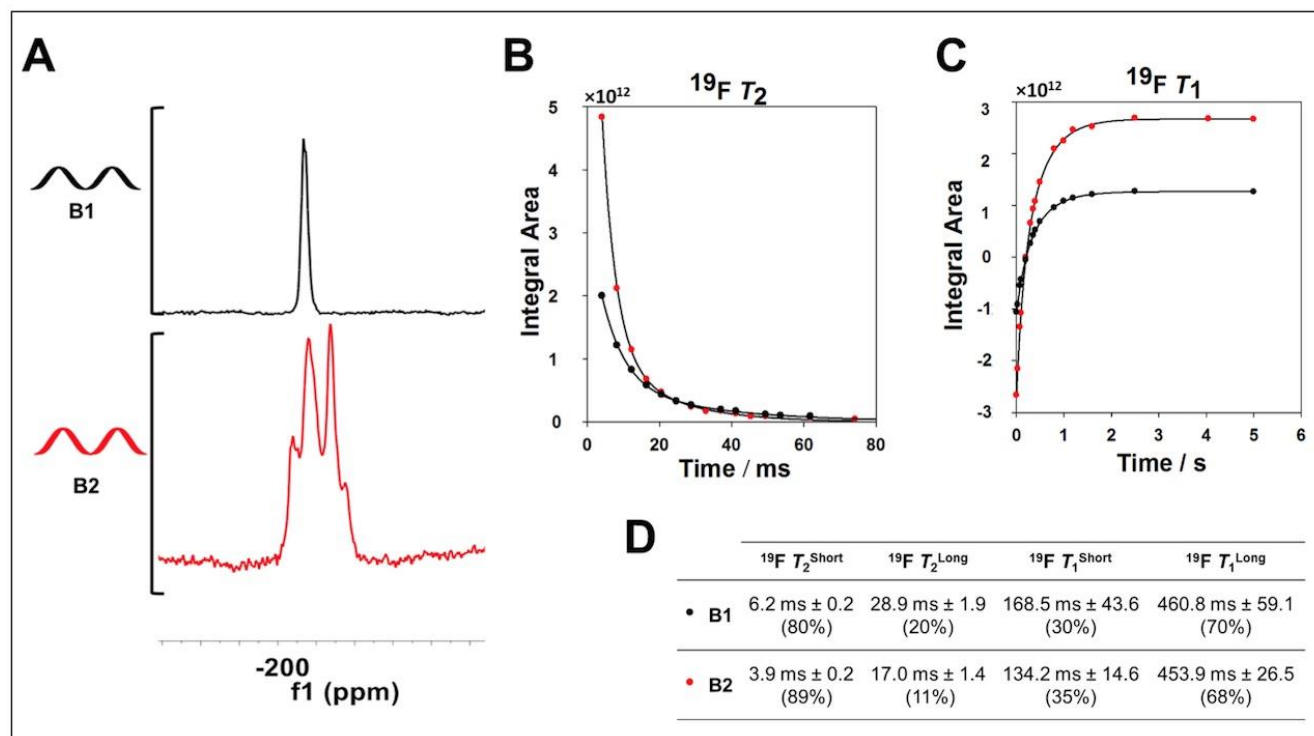 A
B1
B2
-200
f1 (ppm)
B
¹⁹F T₂
×10¹²
5
4
3
2
1
0
Integral Area
0 20 40 60 80
Time / ms
C
¹⁹F T₁
×10¹²
3
2
1
0
-1
-2
-3
Integral Area
0 1 2 3 4 5 6
Time / s
D
¹⁹F T₂^Short ¹⁹F T₂^Long ¹⁹F T₁^Short ¹⁹F T₁^Long
B1 6.2 ms ± 0.2 28.9 ms ± 1.9 168.5 ms ± 43.6 460.8 ms ± 59.1
(80%) (20%) (30%) (70%)
B2 3.9 ms ± 0.2 17.0 ms ± 1.4 134.2 ms ± 14.6 453.9 ms ± 26.5
(89%) (11%) (35%) (68%)